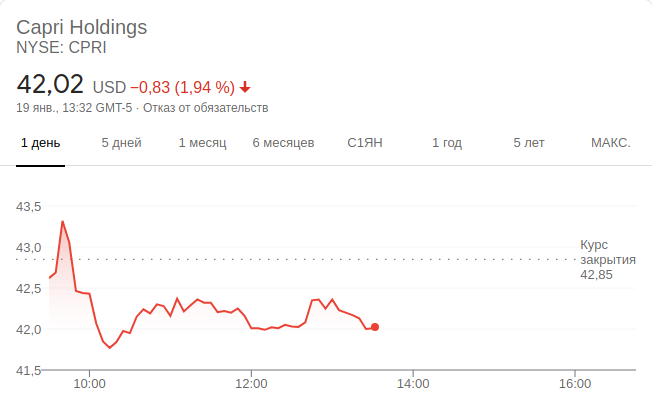 Capri Holdings
NYSE: CPRI
42,02 USD −0,83 (1,94 %)
19 янв., 13:32 GMT-5 · Отказ от обязательств
1 день 5 дней 1 месяц 6 месяцев С1ЯН 1 год 5 лет МАКС.
43,5
43,0
42,5
42,0
41,5
Курс
закрытия
42,85
10:00 12:00 14:00 16:00